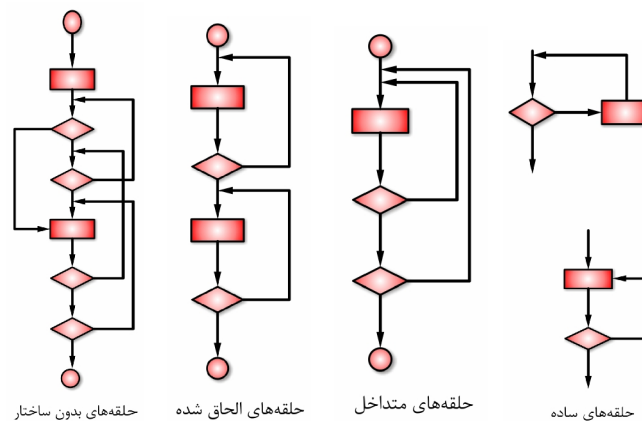 حلقه‌های ساده
حلقه‌های متداخل
حلقه‌های الحاق شده
حلقه‌های بدون ساختار